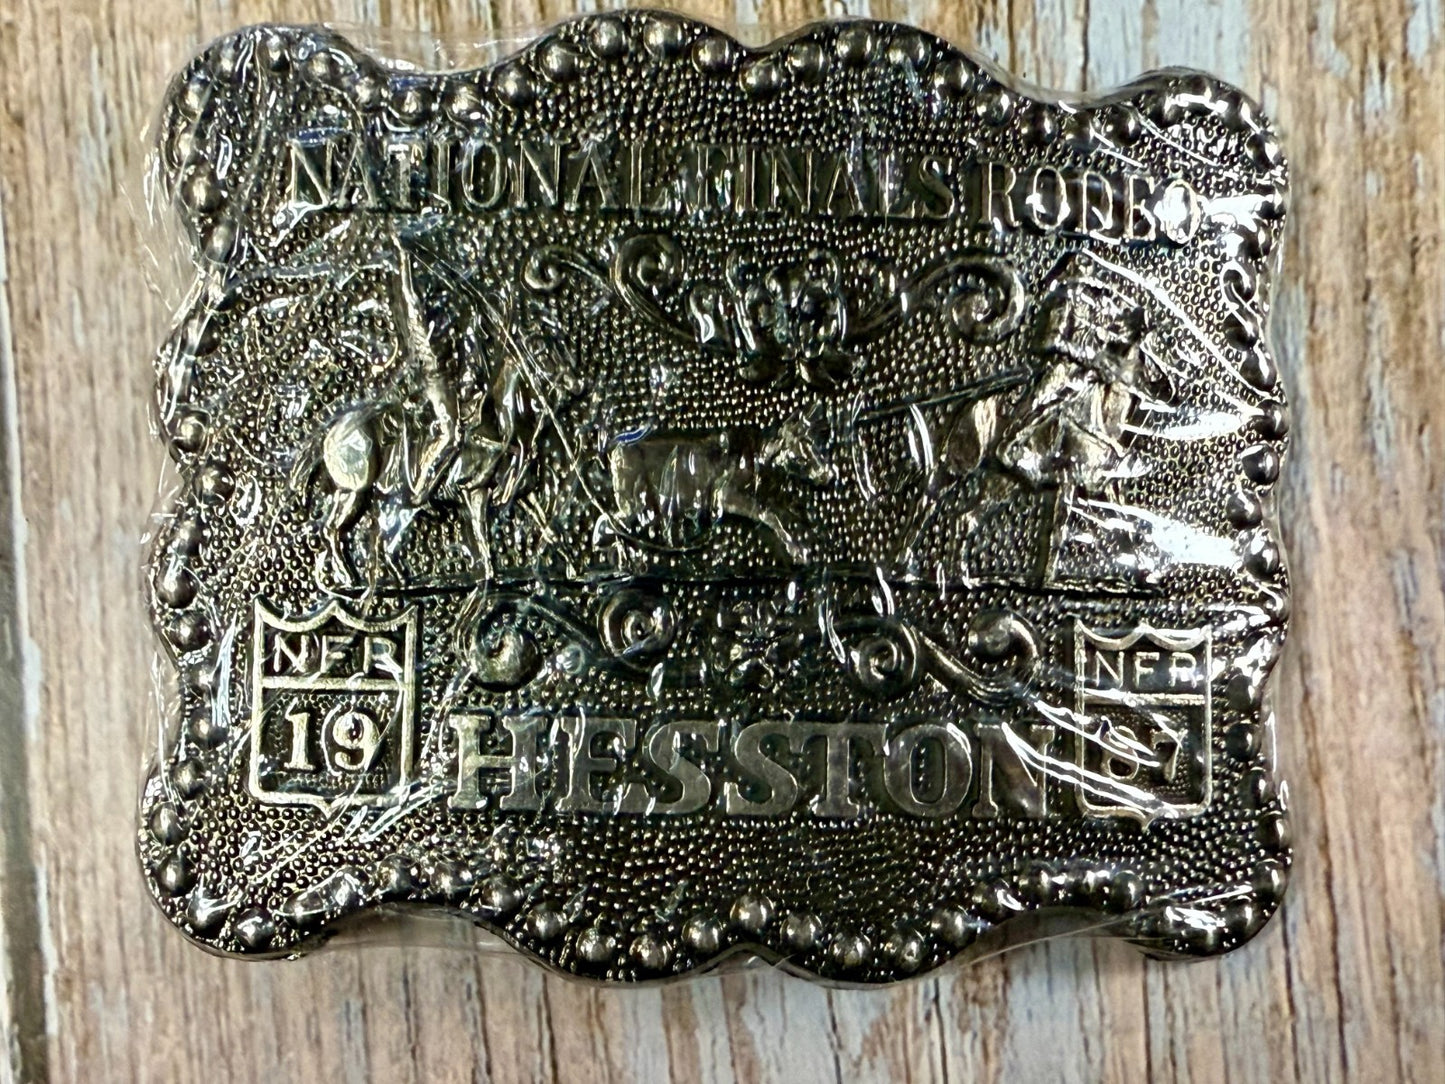 NATIONAL FINALS RODEO
NFR
19
HESSTON
NFR
87